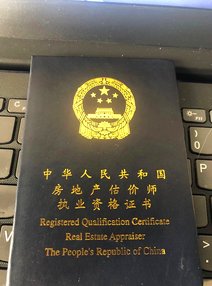 中华人民共和国
房地产估价师
执业资格证书
Registered Qualification Certificate
Real Estate Appraiser
The People's Republic of China